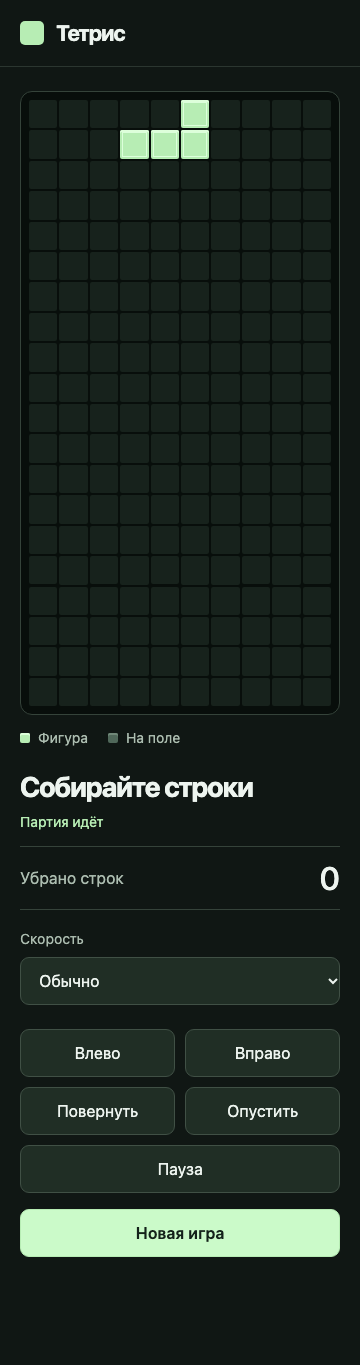 Тетрис
Фигура
На поле
Собирайте строки
Партия идёт
Убрано строк
0
Скорость
Обычно
Влево
Вправо
Повернуть
Опустить
Пауза
Новая игра